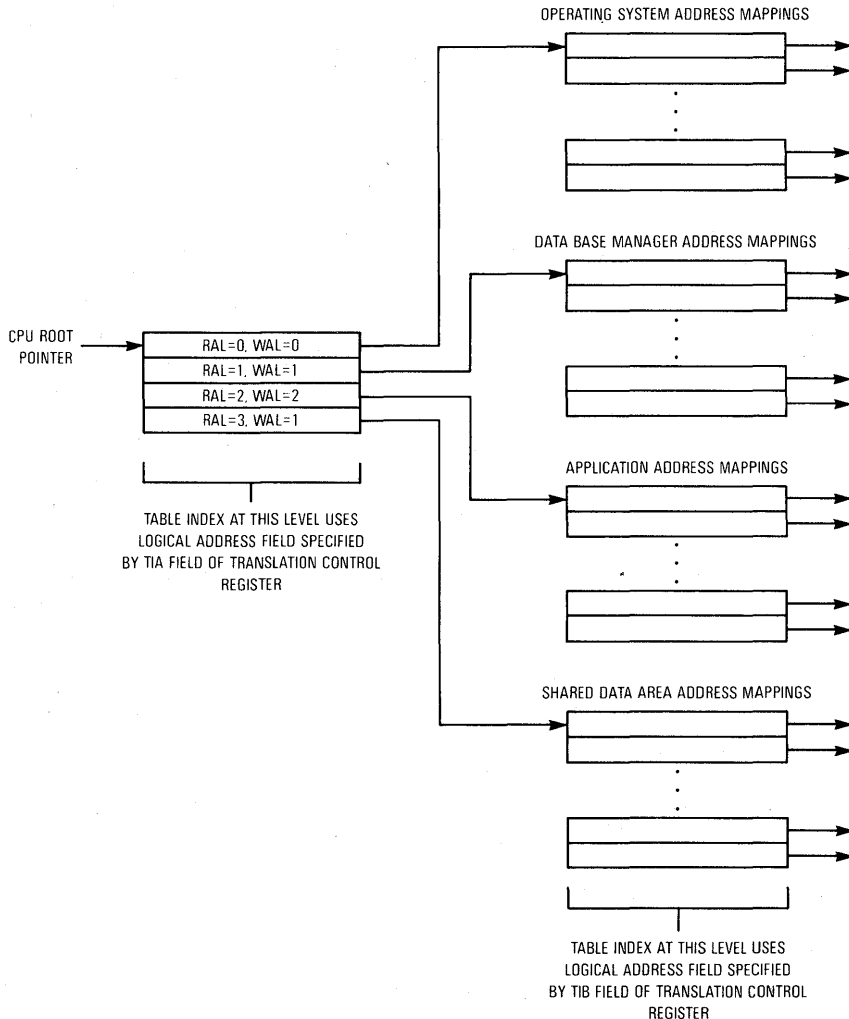 OPERATING SYSTEM ADDRESS MAPPINGS
DATA BASE MANAGER ADDRESS MAPPINGS
CPU ROOT
POINTER
RAL=0, WAL=0
RAL=1, WAL=1
RAL=2, WAL=2
RAL=3, WAL=1
TABLE INDEX AT THIS LEVEL USES
LOGICAL ADDRESS FIELD SPECIFIED
BY TIA FIELD OF TRANSLATION CONTROL
REGISTER
APPLICATION ADDRESS MAPPINGS
SHARED DATA AREA ADDRESS MAPPINGS
TABLE INDEX AT THIS LEVEL USES
LOGICAL ADDRESS FIELD SPECIFIED
BY TIB FIELD OF TRANSLATION CONTROL
REGISTER